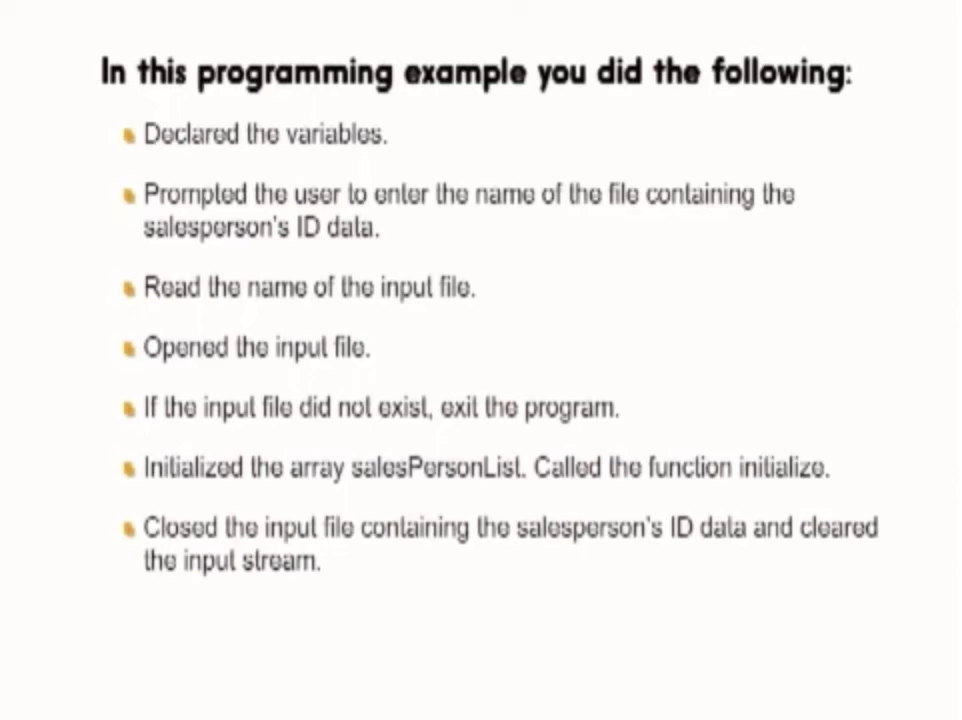 In this programming example you did the following:
Declared the variables.
Prompted the user to enter the name of the file containing the
salesperson's ID data.
Read the name of the input file.
Opened the input file.
If the input file did not exist, exit the program.
Initialized the array salesPersonList. Called the function initialize.
Closed the input file containing the salesperson's ID data and cleared
the input stream.